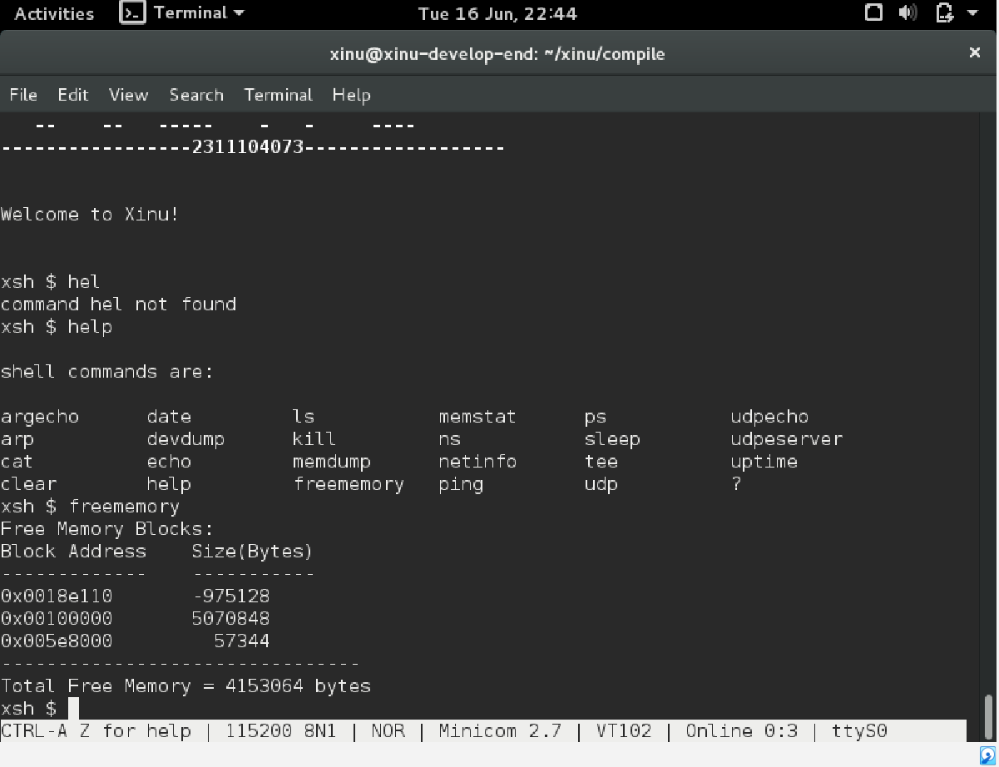 Activities Terminal Tue 16 Jun, 22:44
xinu@xinu-develop-end: ~/xinu/compile ×
File Edit View Search Terminal Help
-- -- ----- - - ----
-----------------2311104073------------------
Welcome to Xinu!
xsh $ hel
command hel not found
xsh $ help
shell commands are:
argecho date ls memstat ps udpecho
arp devdump kill ns sleep udpeserver
cat echo memdump netinfo tee uptime
clear help freememory ping udp ?
xsh $ freememory
Free Memory Blocks:
Block Address Size(Bytes)
------------- -----------
0x0018e110 -975128
0x00100000 5070848
0x005e8000 57344
--------------------------------
Total Free Memory = 4153064 bytes
xsh $
CTRL-A Z for help | 115200 8N1 | NOR | Minicom 2.7 | VT102 | Online 0:3 | ttyS0